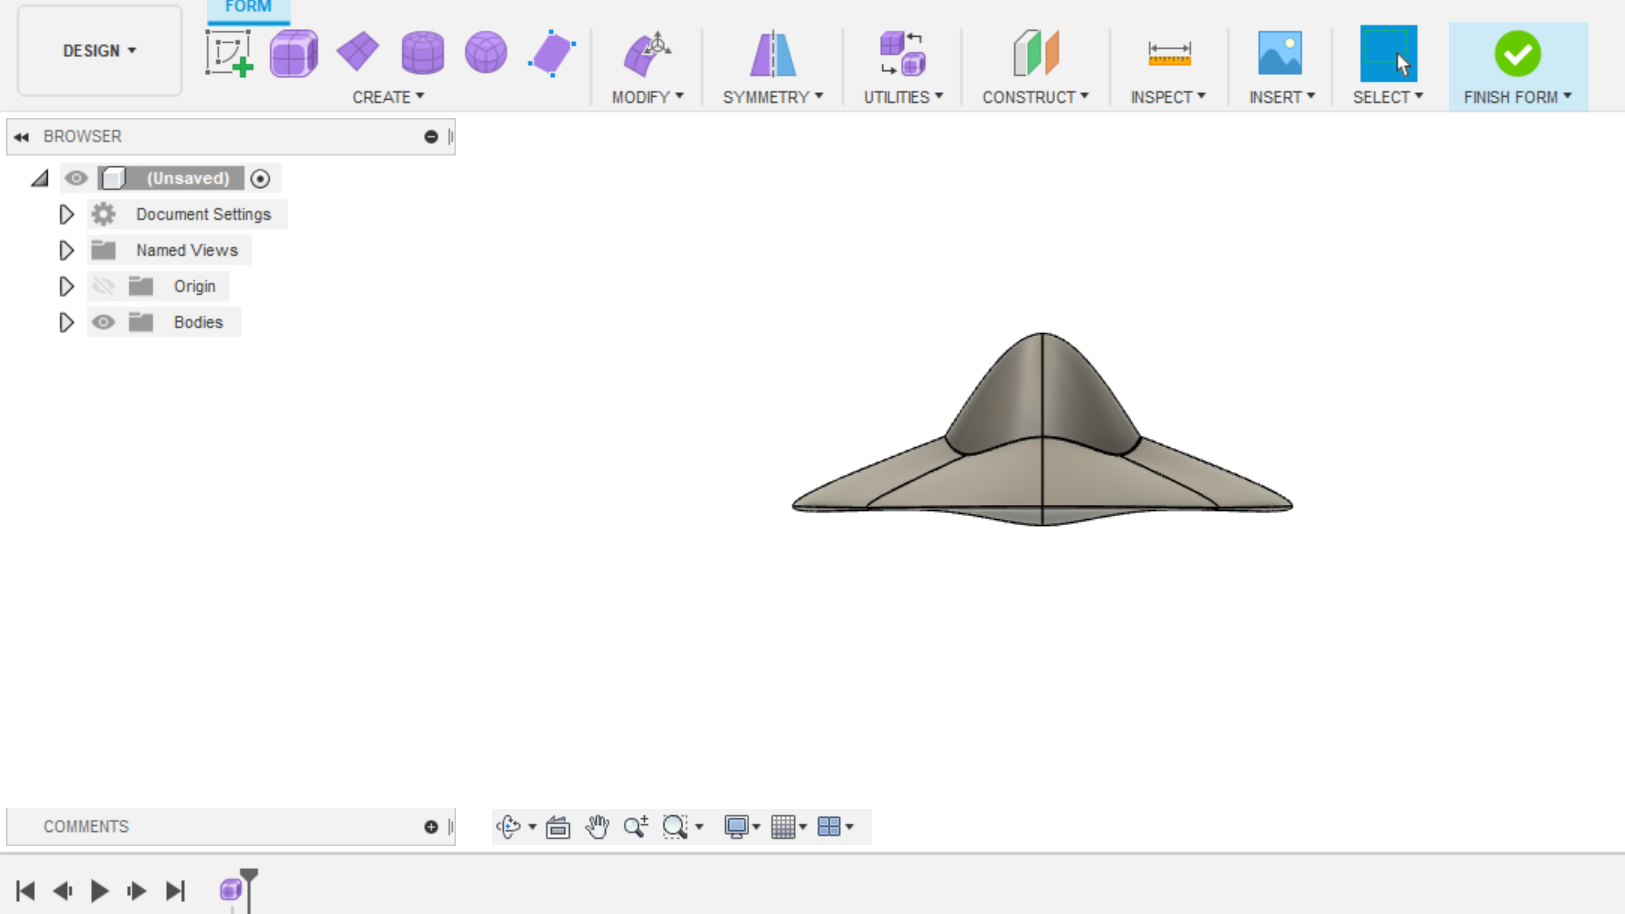 FORM
DESIGN
CREATE
MODIFY
SYMMETRY
UTILITIES
CONSTRUCT
INSPECT
INSERT
SELECT
FINISH FORM
BROWSER
(Unsaved)
Document Settings
Named Views
Origin
Bodies
COMMENTS